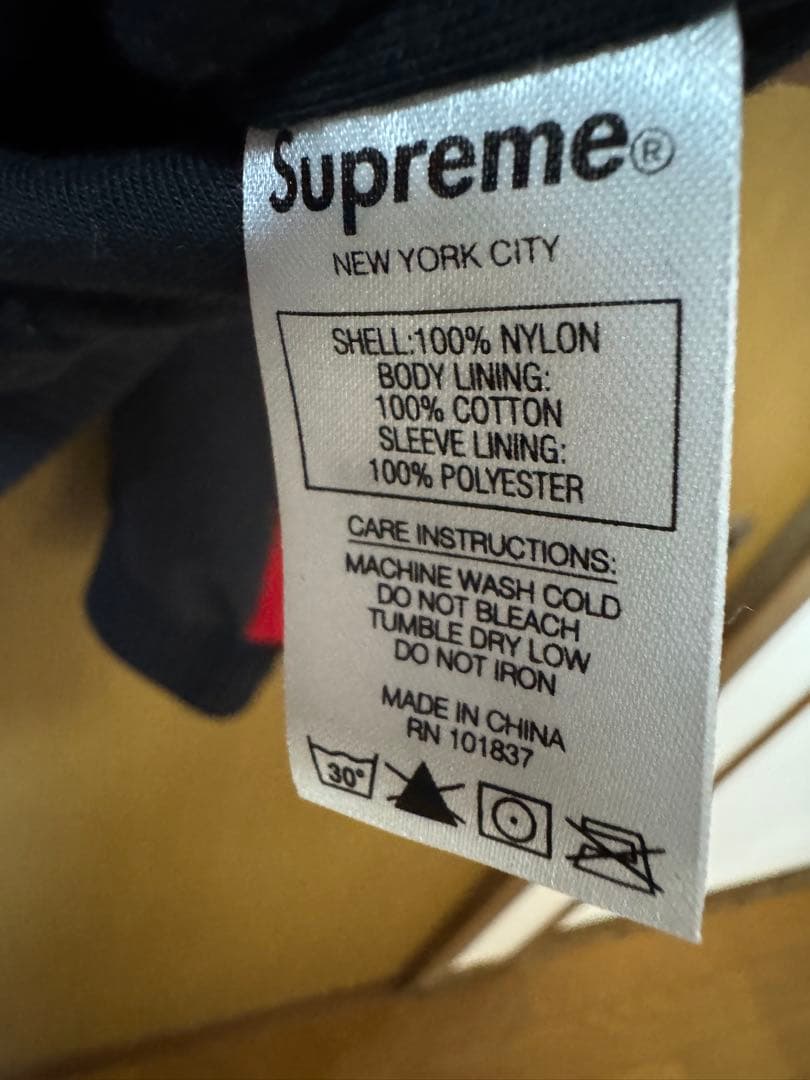 Supreme®
NEW YORK CITY
SHELL:100% NYLON
BODY LINING:
100% COTTON
SLEEVE LINING:
100% POLYESTER
CARE INSTRUCTIONS:
MACHINE WASH COLD
DO NOT BLEACH
TUMBLE DRY LOW
DO NOT IRON
MADE IN CHINA
RN 101837
30°